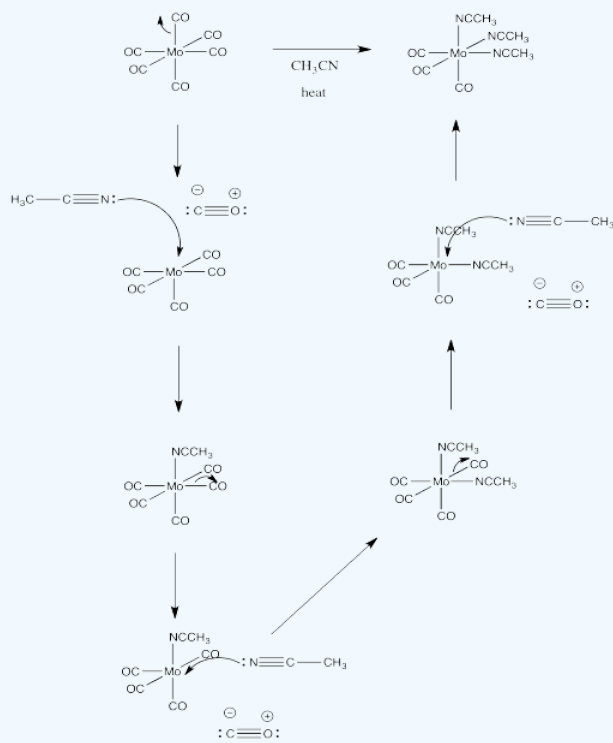 CO
CO
OC Mo CO
OC
CO
CH₃CN
heat
NCCH₃
NCCH₃
OC Mo NCCH₃
OC
CO
H₃C C N:
⊖ ⊕
:C O:
CO
OC Mo CO
OC
CO
NCCH₃
CO
OC Mo CO
OC
CO
NCCH₃
CO
OC Mo
OC
CO
:N C CH₃
⊖ ⊕
:C O:
NCCH₃
CO
OC Mo NCCH₃
OC
CO
NCCH₃
OC Mo NCCH₃
OC
CO
:N C CH₃
⊖ ⊕
:C O: